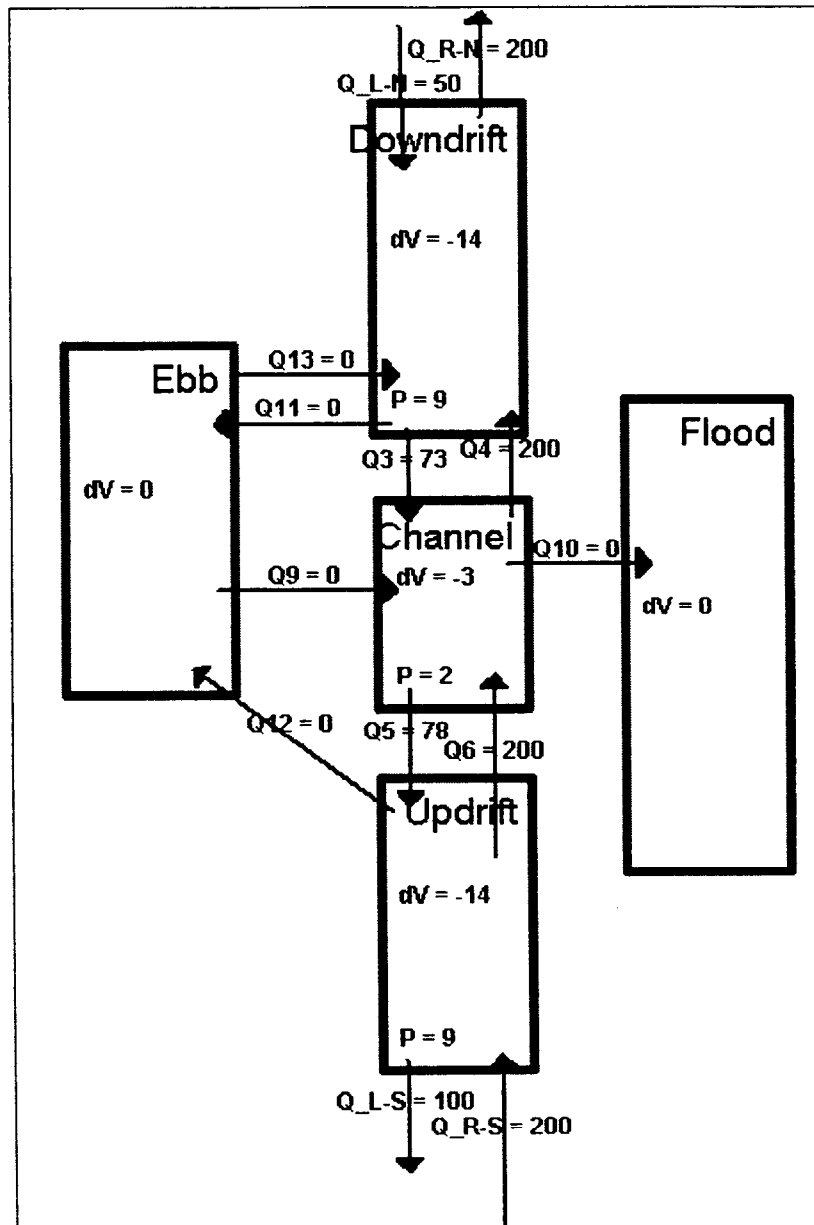 Q_R-N = 200
Q_L-N = 50
Downdrift
dV = -14
Q13 = 0
Ebb
P = 9
Q11 = 0
Flood
Q3 = 73
Q4 = 200
dV = 0
Channel
Q10 = 0
dV = -3
Q9 = 0
dV = 0
P = 2
Q12 = 0
Q5 = 78
Q6 = 200
Updrift
dV = -14
P = 9
Q_L-S = 100
Q_R-S = 200